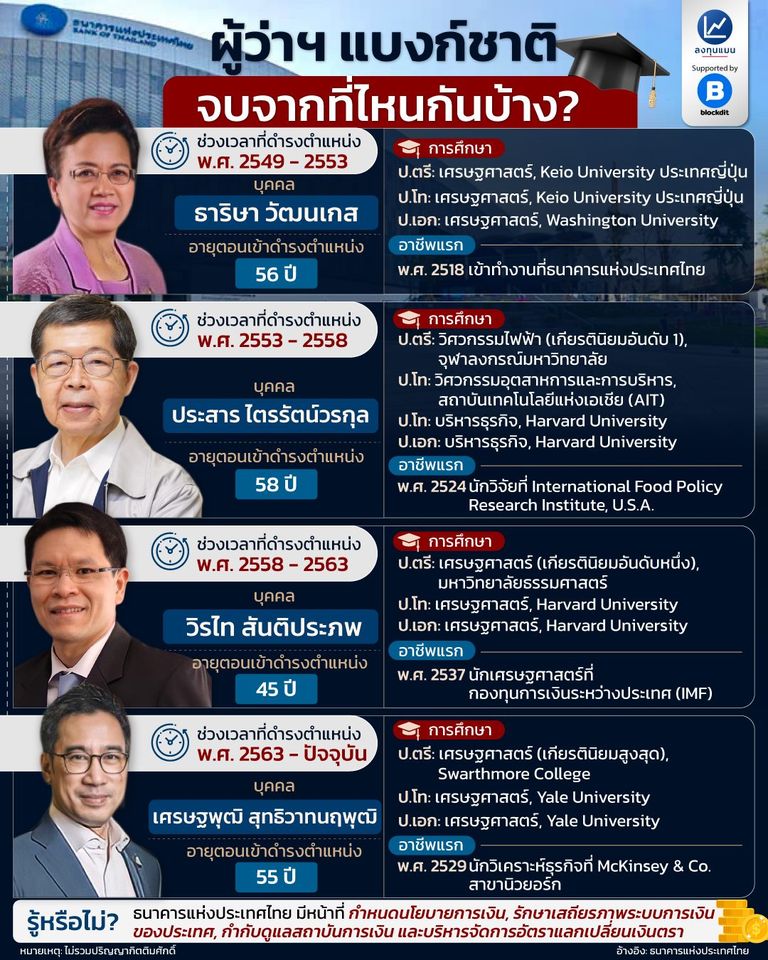 ธนาคารแห่งประเทศไทย
BANK OF THAILAND
ผู้ว่าฯ แบงก์ชาติ
จบจากที่ไหนกันบ้าง?
ลงทุนแมน
Supported by
blockdit
ช่วงเวลาที่ดำรงตำแหน่ง
พ.ศ. 2549 – 2553
บุคคล
ธาริษา วัฒนเกส
อายุตอนเข้าดำรงตำแหน่ง
56 ปี
การศึกษา
ป.ตรี: เศรษฐศาสตร์, Keio University ประเทศญี่ปุ่น
ป.โท: เศรษฐศาสตร์, Keio University ประเทศญี่ปุ่น
ป.เอก: เศรษฐศาสตร์, Washington University
อาชีพแรก
พ.ศ. 2518 เข้าทำงานที่ธนาคารแห่งประเทศไทย
ช่วงเวลาที่ดำรงตำแหน่ง
พ.ศ. 2553 – 2558
บุคคล
ประสาร ไตรรัตน์วรกุล
อายุตอนเข้าดำรงตำแหน่ง
58 ปี
การศึกษา
ป.ตรี: วิศวกรรมไฟฟ้า (เกียรตินิยมอันดับ 1),
จุฬาลงกรณ์มหาวิทยาลัย
ป.โท: วิศวกรรมอุตสาหการและการบริหาร,
สถาบันเทคโนโลยีแห่งเอเชีย (AIT)
ป.โท: บริหารธุรกิจ, Harvard University
ป.เอก: บริหารธุรกิจ, Harvard University
อาชีพแรก
พ.ศ. 2524 นักวิจัยที่ International Food Policy
Research Institute, U.S.A.
ช่วงเวลาที่ดำรงตำแหน่ง
พ.ศ. 2558 – 2563
บุคคล
วิรไท สันติประภพ
อายุตอนเข้าดำรงตำแหน่ง
45 ปี
การศึกษา
ป.ตรี: เศรษฐศาสตร์ (เกียรตินิยมอันดับหนึ่ง),
มหาวิทยาลัยธรรมศาสตร์
ป.โท: เศรษฐศาสตร์, Harvard University
ป.เอก: เศรษฐศาสตร์, Harvard University
อาชีพแรก
พ.ศ. 2537 นักเศรษฐศาสตร์ที่
กองทุนการเงินระหว่างประเทศ (IMF)
ช่วงเวลาที่ดำรงตำแหน่ง
พ.ศ. 2563 – ปัจจุบัน
บุคคล
เศรษฐพุฒิ สุทธิวาทนฤพุฒิ
อายุตอนเข้าดำรงตำแหน่ง
55 ปี
การศึกษา
ป.ตรี: เศรษฐศาสตร์ (เกียรตินิยมสูงสุด),
Swarthmore College
ป.โท: เศรษฐศาสตร์, Yale University
ป.เอก: เศรษฐศาสตร์, Yale University
อาชีพแรก
พ.ศ. 2529 นักวิเคราะห์ธุรกิจที่ McKinsey & Co.
สาขานิวยอร์ก
รู้หรือไม่?
ธนาคารแห่งประเทศไทย มีหน้าที่ กำหนดนโยบายการเงิน, รักษาเสถียรภาพระบบการเงิน
ของประเทศ, กำกับดูแลสถาบันการเงิน และบริหารจัดการอัตราแลกเปลี่ยนเงินตรา
หมายเหตุ: ไม่รวมปริญญากิตติมศักดิ์
อ้างอิง: ธนาคารแห่งประเทศไทย